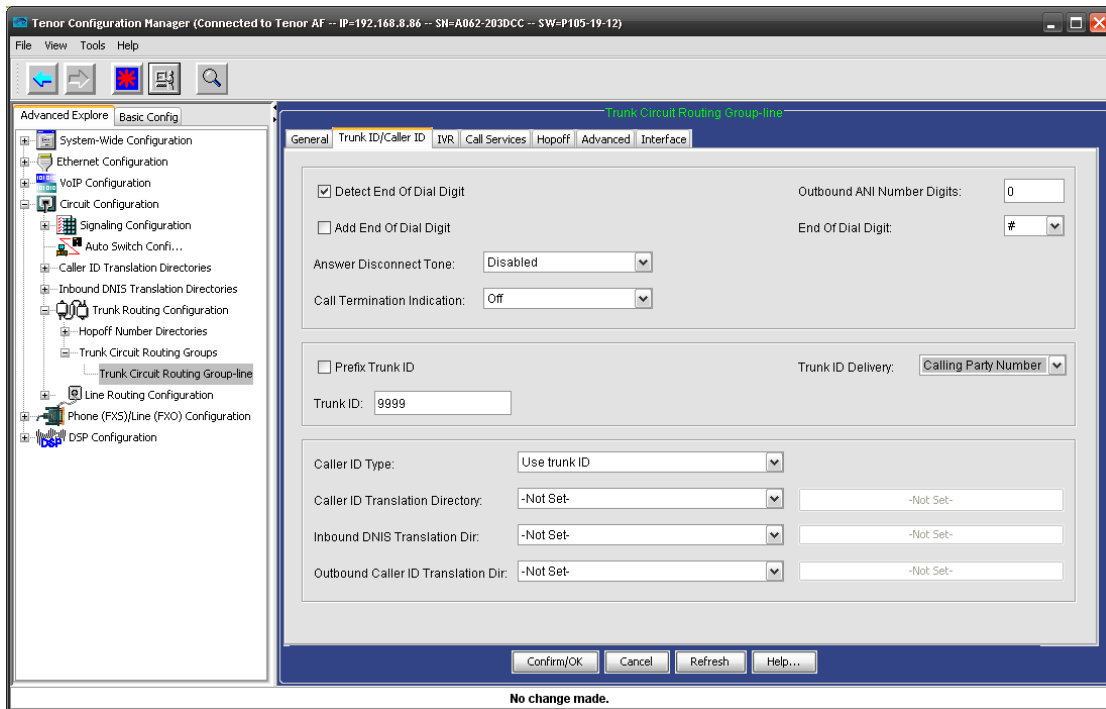 Tenor Configuration Manager (Connected to Tenor AF -- IP=192.168.8.86 -- SN=A062-203DCC -- SW=P105-19-12)
File View Tools Help
Advanced Explore Basic Config
System-Wide Configuration
Ethernet Configuration
VoIP Configuration
Circuit Configuration
Signaling Configuration
Auto Switch Confi...
Caller ID Translation Directories
Inbound DNIS Translation Directories
Trunk Routing Configuration
Hopoff Number Directories
Trunk Circuit Routing Groups
Trunk Circuit Routing Group-line
Line Routing Configuration
Phone (FXS)/Line (FXO) Configuration
DSP Configuration
Trunk Circuit Routing Group-line
General Trunk ID/Caller ID IVR Call Services Hopoff Advanced Interface
Detect End Of Dial Digit Outbound ANI Number Digits: 0
Add End Of Dial Digit End Of Dial Digit: #
Answer Disconnect Tone: Disabled
Call Termination Indication: Off
Prefix Trunk ID Trunk ID Delivery: Calling Party Number
Trunk ID: 9999
Caller ID Type: Use trunk ID
Caller ID Translation Directory: -Not Set- -Not Set-
Inbound DNIS Translation Dir: -Not Set- -Not Set-
Outbound Caller ID Translation Dir: -Not Set- -Not Set-
Confirm/OK Cancel Refresh Help...
No change made.